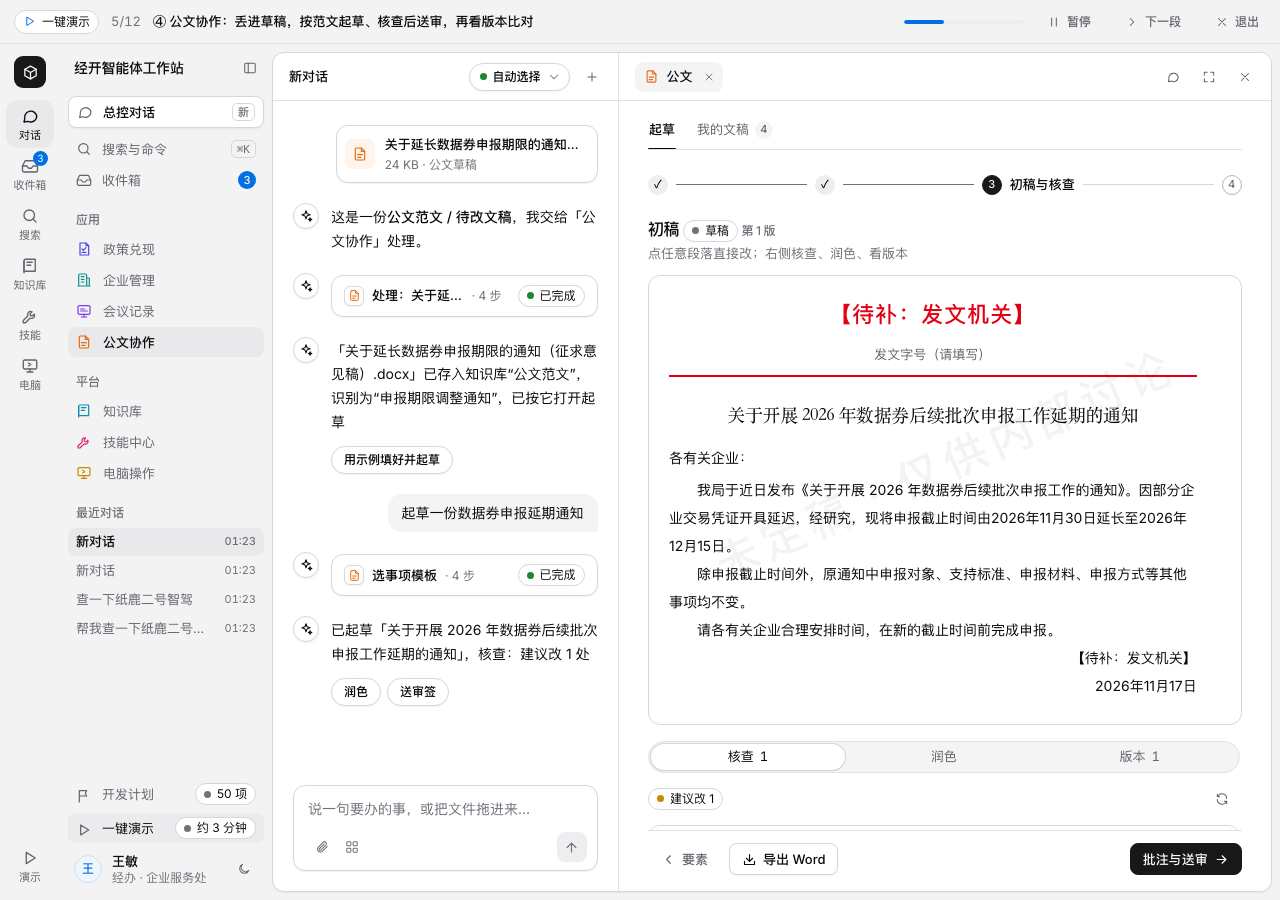 一键演示
5/12
④ 公文协作：丢进草稿，按范文起草、核查后送审，再看版本比对
暂停
下一段
退出
对话
收件箱
3
搜索
知识库
技能
电脑
演示
经开智能体工作站
总控对话
新
搜索与命令
⌘K
收件箱
3
应用
政策兑现
企业管理
会议记录
公文协作
平台
知识库
技能中心
电脑操作
最近对话
新对话 01:23
新对话 01:23
查一下纸鹿二号智驾 01:23
帮我查一下纸鹿二号... 01:23
开发计划
50 项
一键演示
约 3 分钟
王
王敏
经办 · 企业服务处
新对话
自动选择
关于延长数据券申报期限的通知...
24 KB · 公文草稿
这是一份公文范文 / 待改文稿，我交给「公
文协作」处理。
处理：关于延... · 4 步
已完成
「关于延长数据券申报期限的通知（征求意
见稿）.docx」已存入知识库“公文范文”，
识别为“申报期限调整通知”，已按它打开起
草
用示例填好并起草
起草一份数据券申报延期通知
选事项模板 · 4 步
已完成
已起草「关于开展 2026 年数据券后续批次
申报工作延期的通知」，核查：建议改 1 处
润色
送审签
说一句要办的事，或把文件拖进来...
公文
起草
我的文稿 4
3 初稿与核查
4
初稿
草稿
第 1 版
点任意段落直接改；右侧核查、润色、看版本
【待补：发文机关】
发文字号（请填写）
关于开展 2026 年数据券后续批次申报工作延期的通知
各有关企业：
我局于近日发布《关于开展 2026 年数据券后续批次申报工作的通知》。因部分企
业交易凭证开具延迟，经研究，现将申报截止时间由2026年11月30日延长至2026年
12月15日。
除申报截止时间外，原通知中申报对象、支持标准、申报材料、申报方式等其他
事项均不变。
请各有关企业合理安排时间，在新的截止时间前完成申报。
【待补：发文机关】
2026年11月17日
未定稿 仅供内部讨论
核查 1
润色
版本 1
建议改 1
要素
导出 Word
批注与送审